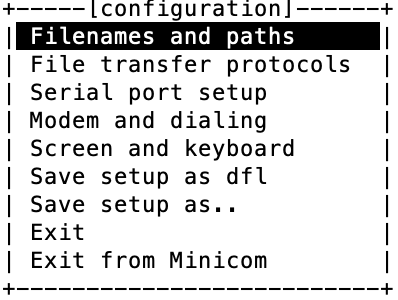 +-----[configuration]------+
| Filenames and paths      |
| File transfer protocols  |
| Serial port setup        |
| Modem and dialing        |
| Screen and keyboard      |
| Save setup as dfl        |
| Save setup as..          |
| Exit                     |
| Exit from Minicom        |
+--------------------------+